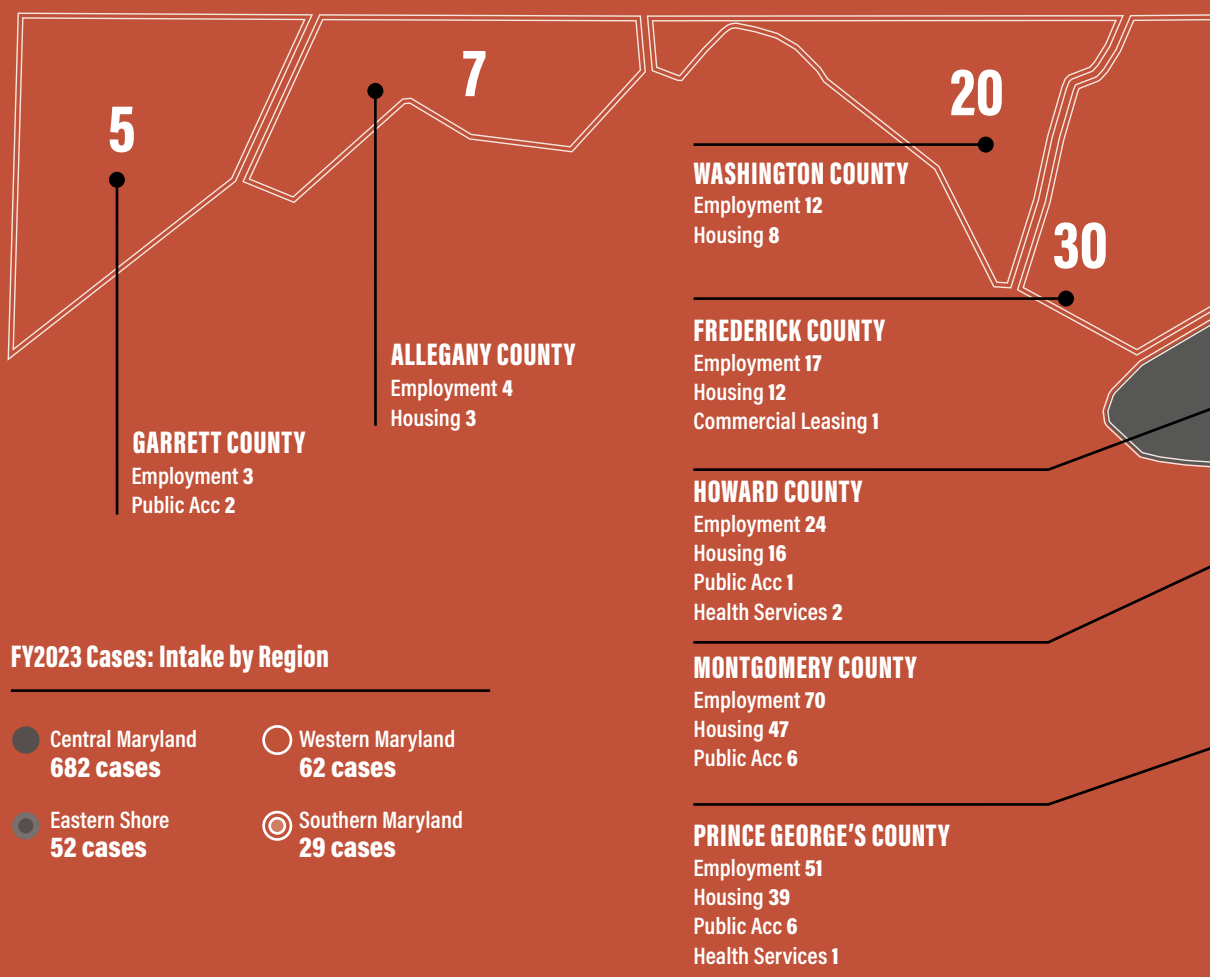 5
7
20
30
WASHINGTON COUNTY
Employment 12
Housing 8
FREDERICK COUNTY
Employment 17
Housing 12
Commercial Leasing 1
ALLEGANY COUNTY
Employment 4
Housing 3
GARRETT COUNTY
Employment 3
Public Acc 2
HOWARD COUNTY
Employment 24
Housing 16
Public Acc 1
Health Services 2
MONTGOMERY COUNTY
Employment 70
Housing 47
Public Acc 6
PRINCE GEORGE'S COUNTY
Employment 51
Housing 39
Public Acc 6
Health Services 1
FY2023 Cases: Intake by Region
Central Maryland
682 cases
Western Maryland
62 cases
Eastern Shore
52 cases
Southern Maryland
29 cases